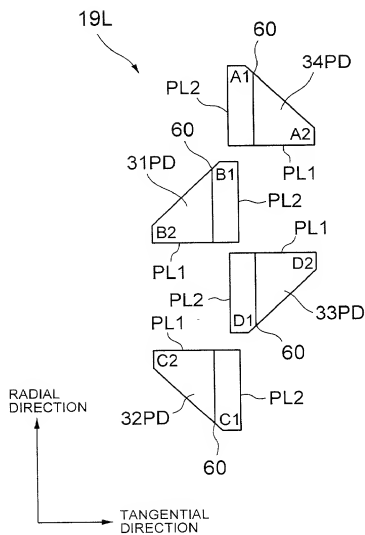 19L
60
34PD
A1
PL2
A2
60
PL1
31PD
B1
PL2
B2
PL1
PL1
D2
PL2
D1
33PD
PL1
60
C2
PL2
32PD
C1
60
RADIAL
DIRECTION
TANGENTIAL
DIRECTION